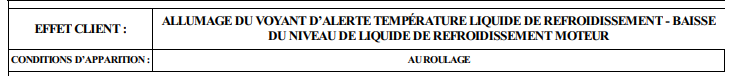 EFFET CLIENT :
ALLUMAGE DU VOYANT D’ALERTE TEMPÉRATURE LIQUIDE DE REFROIDISSEMENT - BAISSE
DU NIVEAU DE LIQUIDE DE REFROIDISSEMENT MOTEUR
CONDITIONS D’APPARITION :
AU ROULAGE